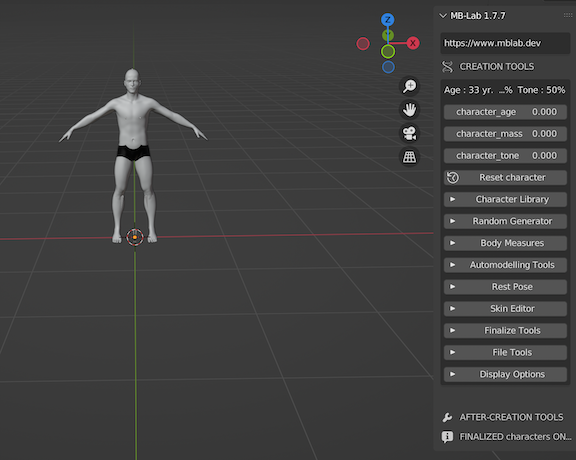 MB-Lab 1.7.7
https://www.mblab.dev
CREATION TOOLS
Age : 33 yr. ...% Tone : 50%
character_age 0.000
character_mass 0.000
character_tone 0.000
Reset character
Character Library
Random Generator
Body Measures
Automodelling Tools
Rest Pose
Skin Editor
Finalize Tools
File Tools
Display Options
AFTER-CREATION TOOLS
FINALIZED characters ON...
Z
X